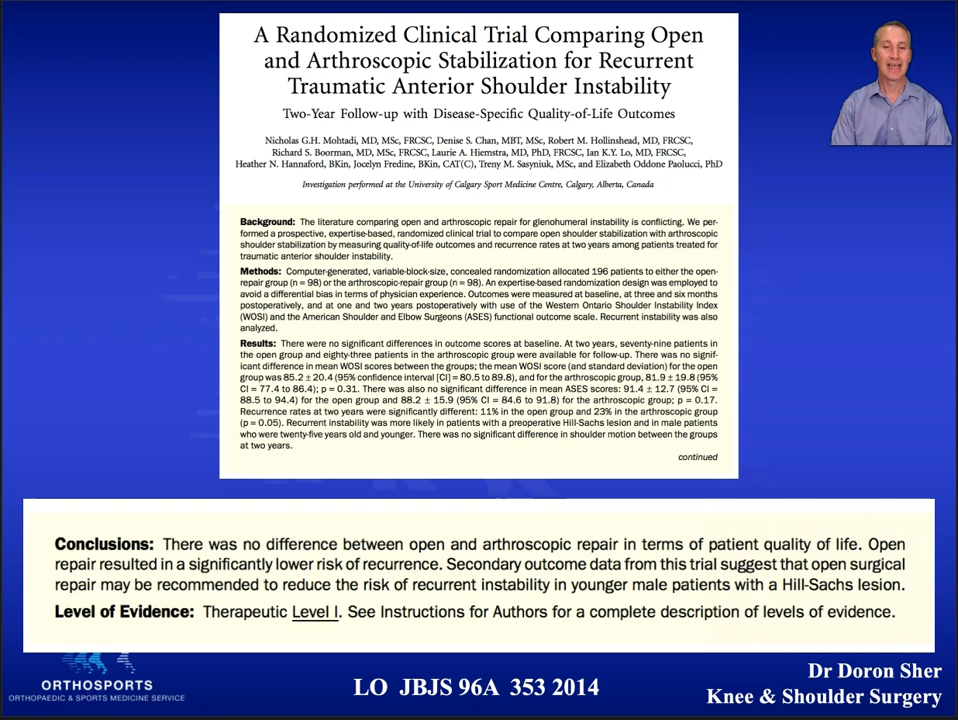 A Randomized Clinical Trial Comparing Open
and Arthroscopic Stabilization for Recurrent
Traumatic Anterior Shoulder Instability
Two-Year Follow-up with Disease-Specific Quality-of-Life Outcomes
Nicholas G.H. Mohtadi, MD, MSc, FRCSC, Denise S. Chan, MBT, MSc, Robert M. Hollinshead, MD, FRCSC,
Richard S. Boorman, MD, MSc, FRCSC, Laurie A. Hiemstra, MD, PhD, FRCSC, Ian K.Y. Lo, MD, FRCSC,
Heather N. Hannaford, BKin, Jocelyn Fredine, BKin, CAT(C), Treny M. Sasyniuk, MSc, and Elizabeth Oddone Paolucci, PhD
Investigation performed at the University of Calgary Sport Medicine Centre, Calgary, Alberta, Canada
Background: The literature comparing open and arthroscopic repair for glenohumeral instability is conflicting. We per-
formed a prospective, expertise-based, randomized clinical trial to compare open shoulder stabilization with arthroscopic
shoulder stabilization by measuring quality-of-life outcomes and recurrence rates at two years among patients treated for
traumatic anterior shoulder instability.
Methods: Computer-generated, variable-block-size, concealed randomization allocated 196 patients to either the open-
repair group (n = 98) or the arthroscopic-repair group (n = 98). An expertise-based randomization design was employed to
avoid a differential bias in terms of physician experience. Outcomes were measured at baseline, at three and six months
postoperatively, and at one and two years postoperatively with use of the Western Ontario Shoulder Instability Index
(WOSI) and the American Shoulder and Elbow Surgeons (ASES) functional outcome scale. Recurrent instability was also
analyzed.
Results: There were no significant differences in outcome scores at baseline. At two years, seventy-nine patients in
the open group and eighty-three patients in the arthroscopic group were available for follow-up. There was no signif-
icant difference in mean WOSI scores between the groups; the mean WOSI score (and standard deviation) for the open
group was 85.2 ± 20.4 (95% confidence interval [CI] = 80.5 to 89.8), and for the arthroscopic group, 81.9 ± 19.8 (95%
CI = 77.4 to 86.4); p = 0.31. There was also no significant difference in mean ASES scores: 91.4 ± 12.7 (95% CI =
88.5 to 94.4) for the open group and 88.2 ± 15.9 (95% CI = 84.6 to 91.8) for the arthroscopic group; p = 0.17.
Recurrence rates at two years were significantly different: 11% in the open group and 23% in the arthroscopic group
(p = 0.05). Recurrent instability was more likely in patients with a preoperative Hill-Sachs lesion and in male patients
who were twenty-five years old and younger. There was no significant difference in shoulder motion between the groups
at two years.
continued
Conclusions: There was no difference between open and arthroscopic repair in terms of patient quality of life. Open
repair resulted in a significantly lower risk of recurrence. Secondary outcome data from this trial suggest that open surgical
repair may be recommended to reduce the risk of recurrent instability in younger male patients with a Hill-Sachs lesion.
Level of Evidence: Therapeutic Level I. See Instructions for Authors for a complete description of levels of evidence.
ORTHOSPORTS
ORTHOPAEDIC & SPORTS MEDICINE SERVICE
LO JBJS 96A 353 2014
Dr Doron Sher
Knee & Shoulder Surgery